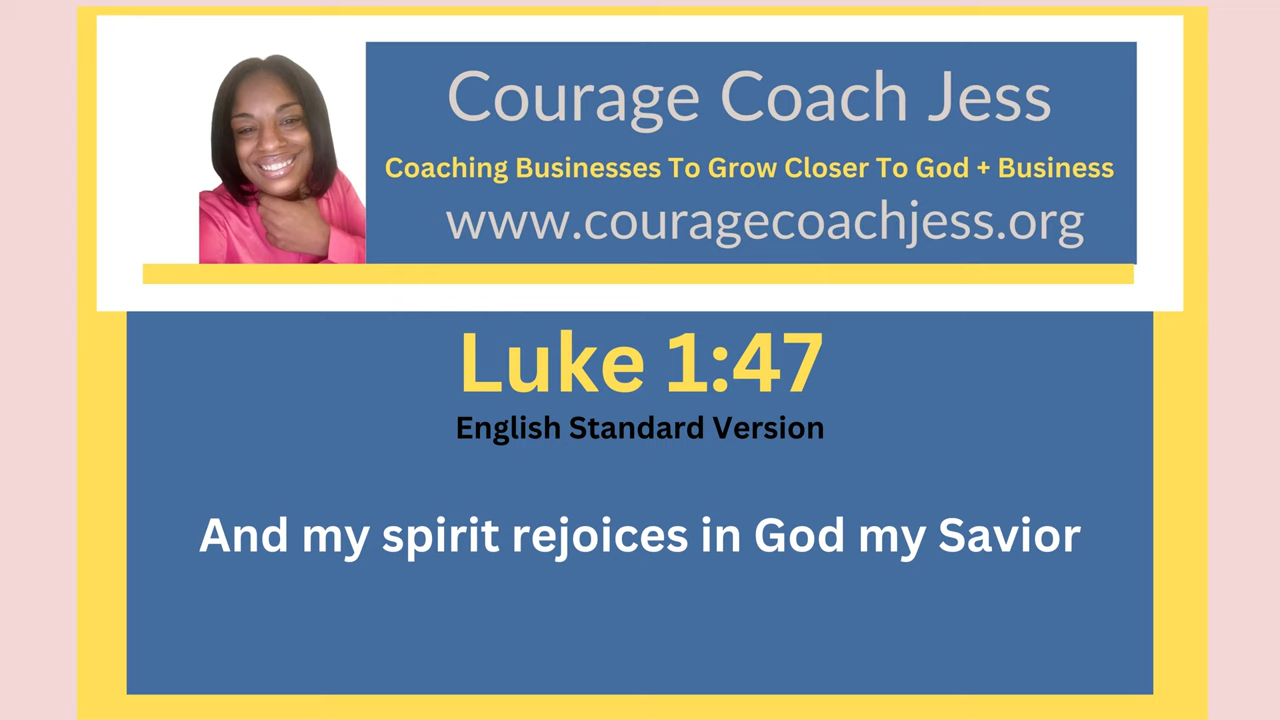 Courage Coach Jess
Coaching Businesses To Grow Closer To God + Business
www.couragecoachjess.org
Luke 1:47
English Standard Version
And my spirit rejoices in God my Savior